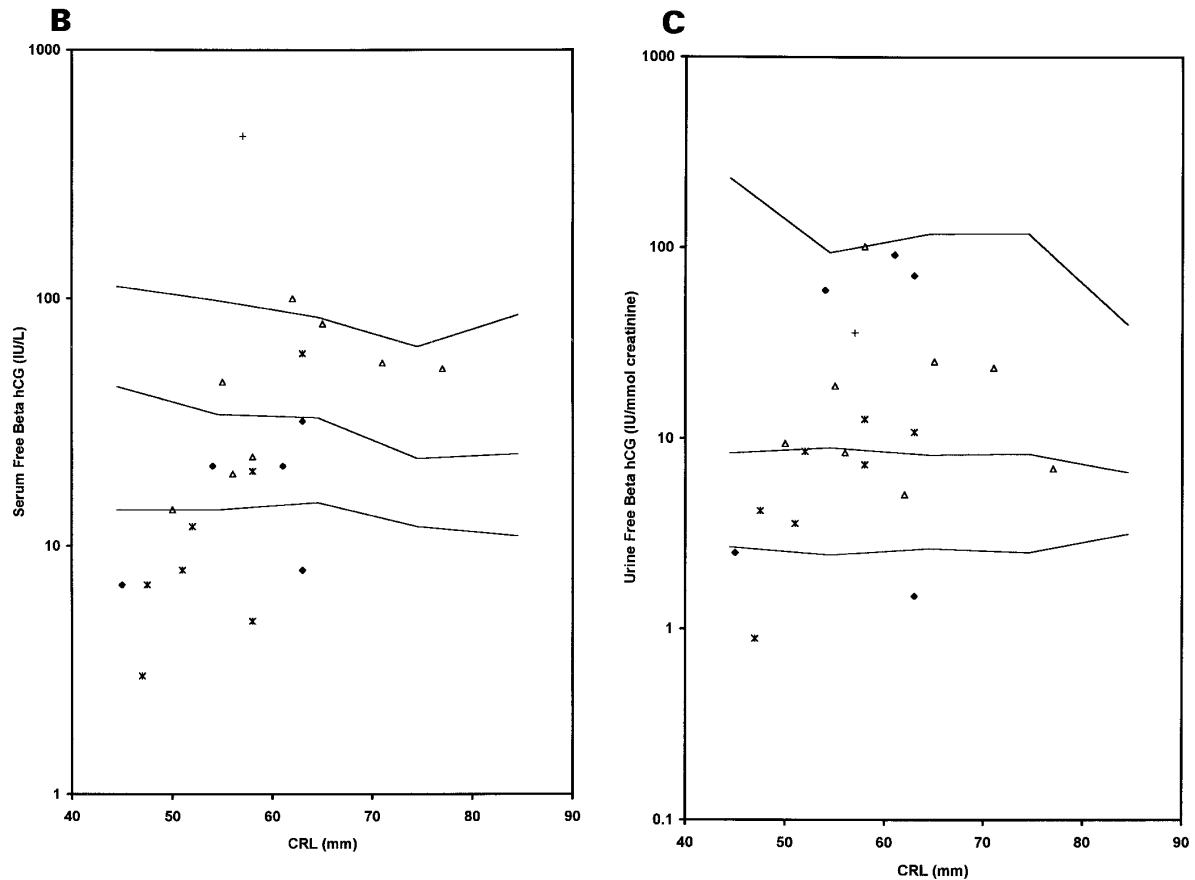 B
1000
100
10
1
Serum Free Beta hCG (IU/L)
40 50 60 70 80 90
CRL (mm)
C
1000
100
10
1
0.1
Urine Free Beta hCG (IU/mmol creatinine)
40 50 60 70 80 90
CRL (mm)